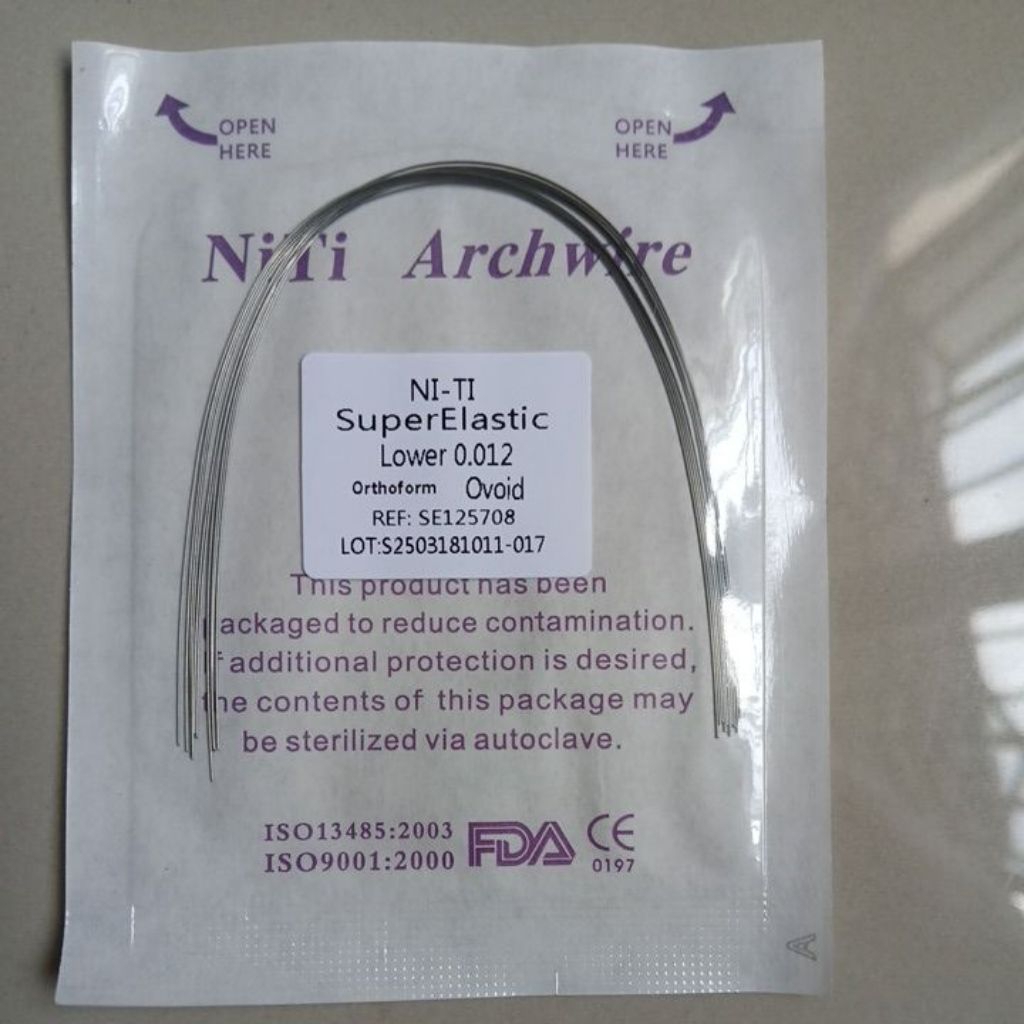 OPEN HERE
OPEN HERE
NiTi Archwire
NI-TI
SuperElastic
Lower 0.012
Orthoform Ovoid
REF: SE125708
LOT:S2503181011-017
This product has been
packaged to reduce contamination.
If additional protection is desired,
the contents of this package may
be sterilized via autoclave.
ISO13485:2003
ISO9001:2000
FDA
CE
0197
A